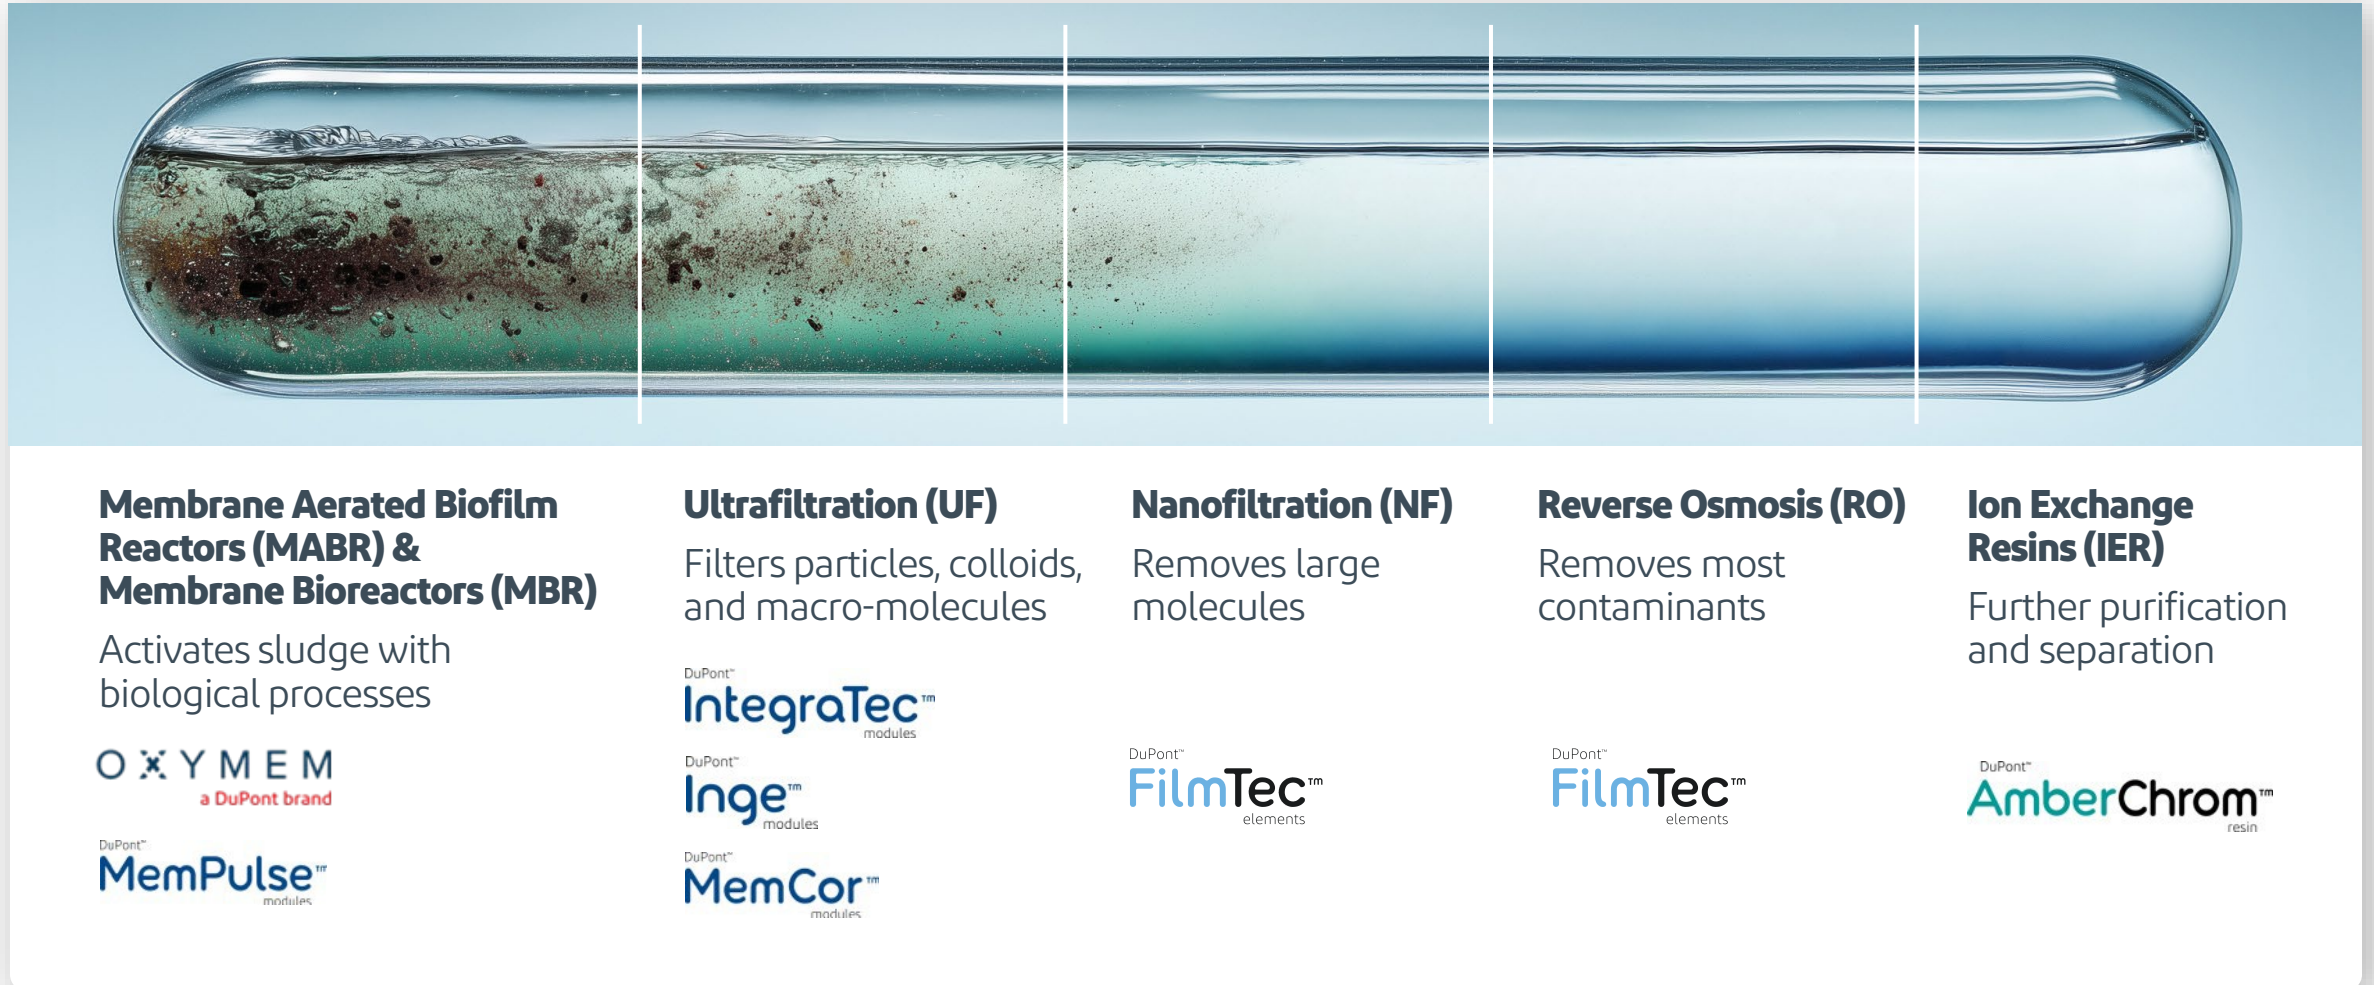 Membrane Aerated Biofilm
Reactors (MABR) &
Membrane Bioreactors (MBR)
Activates sludge with
biological processes
OXYMEM
a DuPont brand
DuPont™
MemPulse™
modules
Ultrafiltration (UF)
Filters particles, colloids,
and macro-molecules
DuPont™
IntegraTec™
modules
DuPont™
Inge™
modules
DuPont™
MemCor™
modules
Nanofiltration (NF)
Removes large
molecules
DuPont™
FilmTec™
elements
Reverse Osmosis (RO)
Removes most
contaminants
DuPont™
FilmTec™
elements
Ion Exchange
Resins (IER)
Further purification
and separation
DuPont™
AmberChrom™
resin